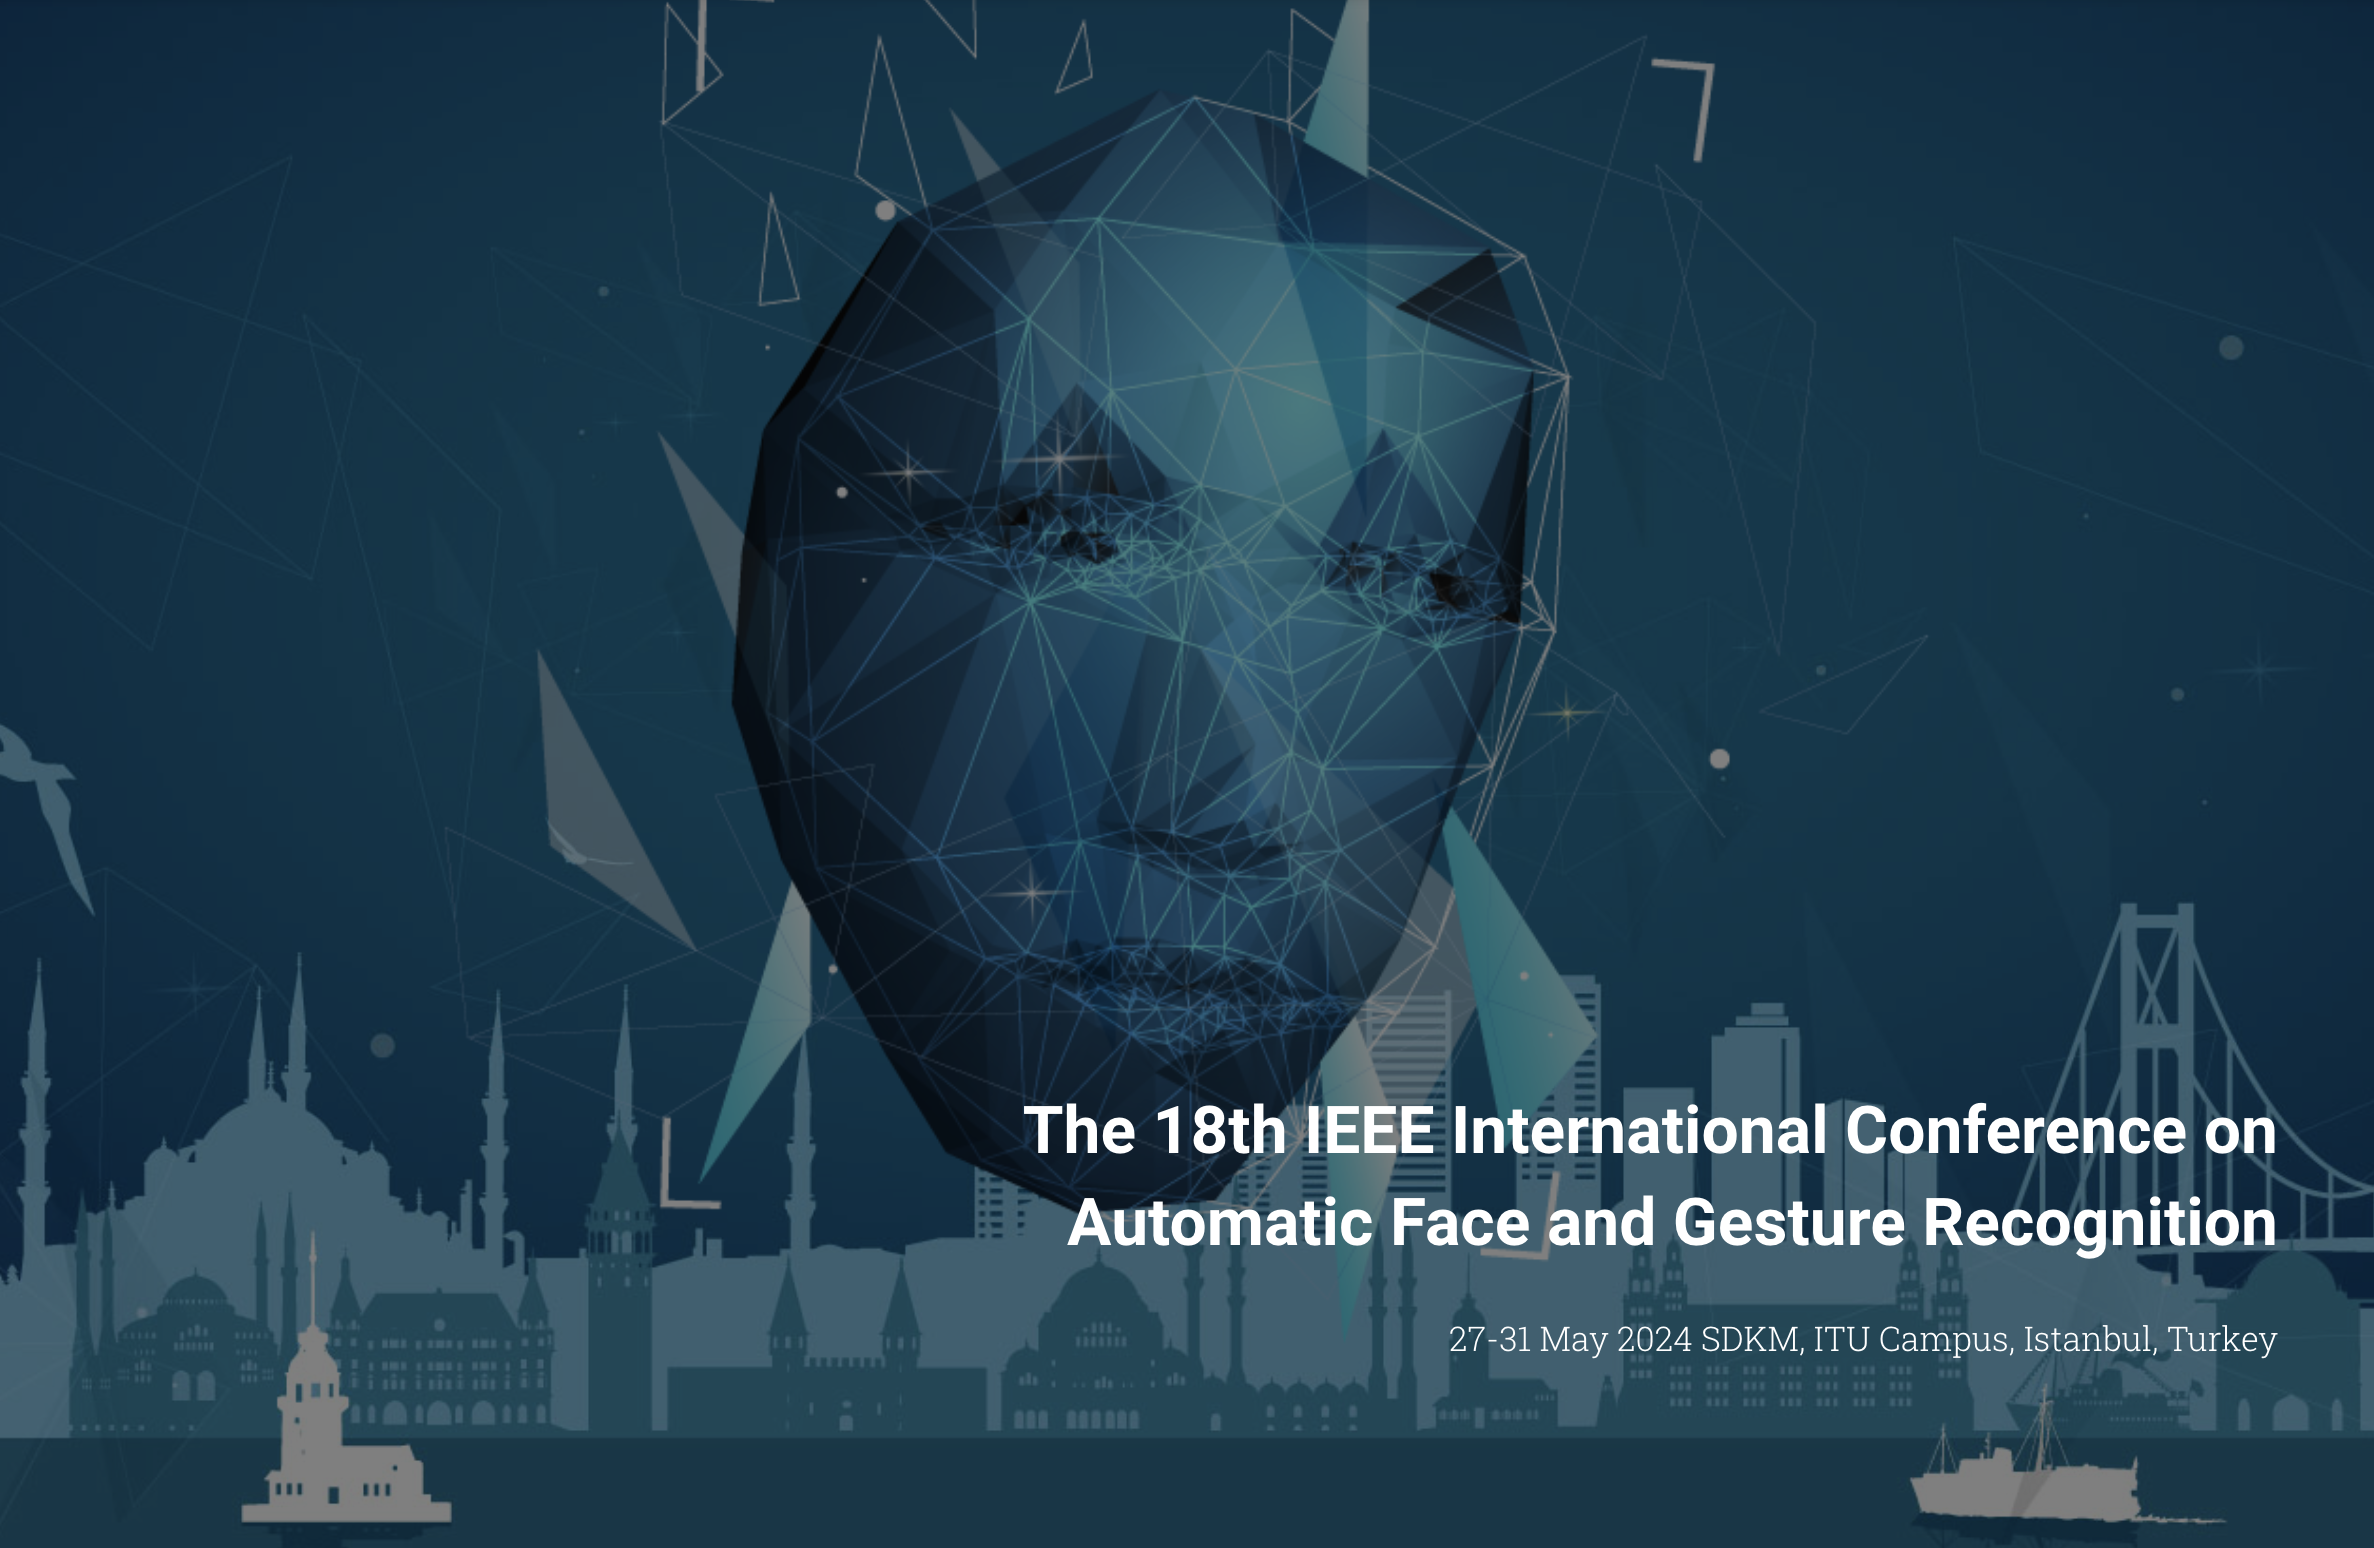 The 18th IEEE International Conference on
Automatic Face and Gesture Recognition
27-31 May 2024 SDKM, ITU Campus, Istanbul, Turkey